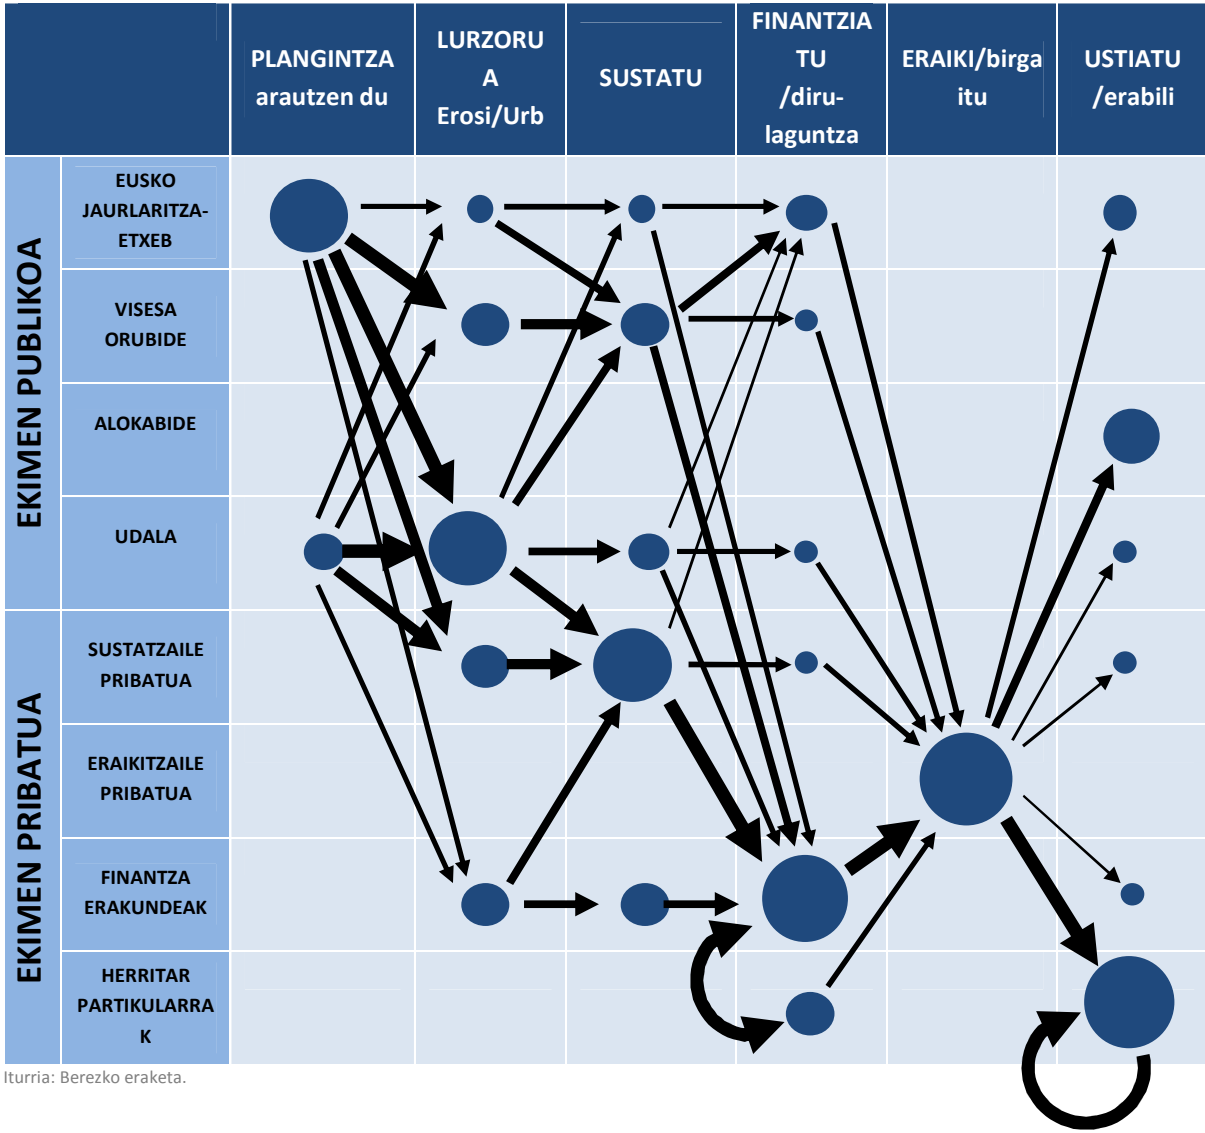 PLANGINTZA
arautzen du
LURZORU
A
Erosi/Urb
SUSTATU
FINANTZIA
TU
/diru-
laguntza
ERAIKI/birga
itu
USTIATU
/erabili
EKIMEN PUBLIKOA
EUSKO
JAURLARITZA-
ETXEB
VISESA
ORUBIDE
ALOKABIDE
UDALA
EKIMEN PRIBATUA
SUSTATZAILE
PRIBATUA
ERAIKITZAILE
PRIBATUA
FINANTZA
ERAKUNDEAK
HERRITAR
PARTIKULARRA
K
Iturria: Berezko eraketa.